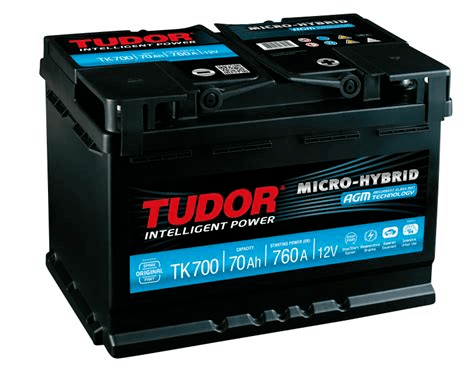 TUDOR
INTELLIGENT POWER
TK700 70Ah 760A 12V
MICRO-HYBRID
AGM
TUDOR
INTELLIGENT POWER
MICRO-HYBRID
AGM
TECHNOLOGY
CAPACITY
STARTING POWER (EN)
TK700 70Ah 760A 12V
ORIGINAL